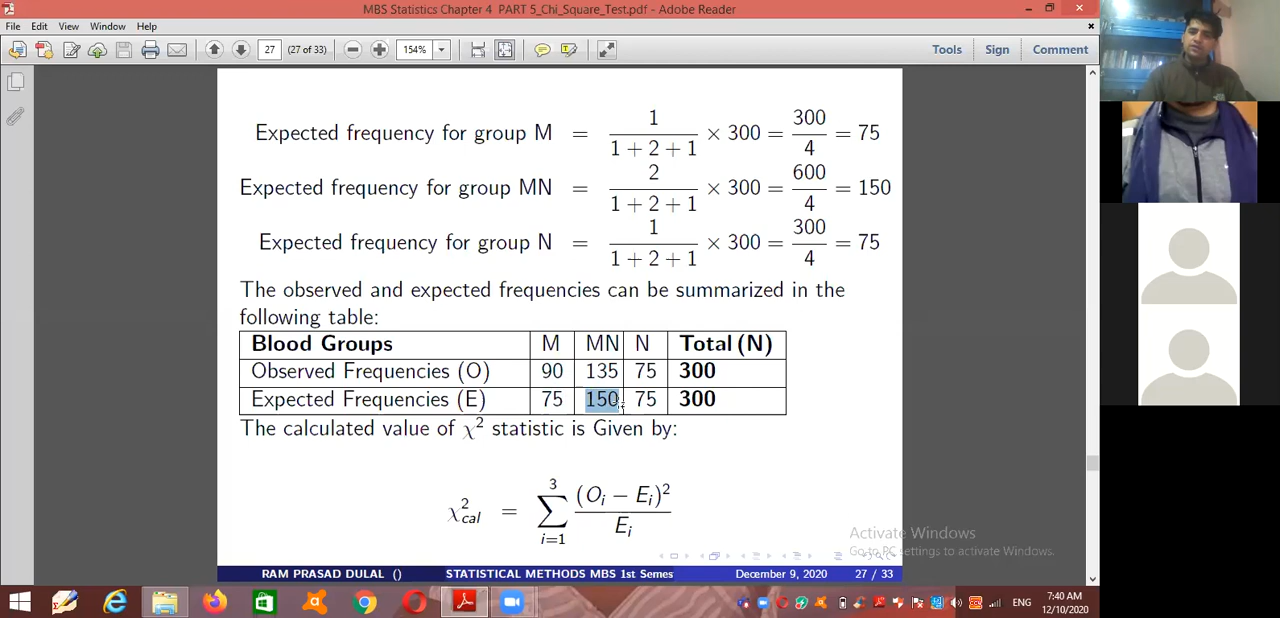 MBS Statistics Chapter 4 PART 5_Chi_Square_Test.pdf - Adobe Reader
File Edit View Window Help
27 (27 of 33) 154% Tools Sign Comment
Expected frequency for group M = 1/(1 + 2 + 1) × 300 = 300/4 = 75
Expected frequency for group MN = 2/(1 + 2 + 1) × 300 = 600/4 = 150
Expected frequency for group N = 1/(1 + 2 + 1) × 300 = 300/4 = 75
The observed and expected frequencies can be summarized in the
following table:
Blood Groups M MN N Total (N)
Observed Frequencies (O) 90 135 75 300
Expected Frequencies (E) 75 150 75 300
The calculated value of χ² statistic is Given by:
χ²cal = ∑ i=1 3 (Oi − Ei)²/Ei
Activate Windows
Go to PC settings to activate Windows.
RAM PRASAD DULAL () STATISTICAL METHODS MBS 1st Semes December 9, 2020 27 / 33
ENG 7:40 AM
12/10/2020